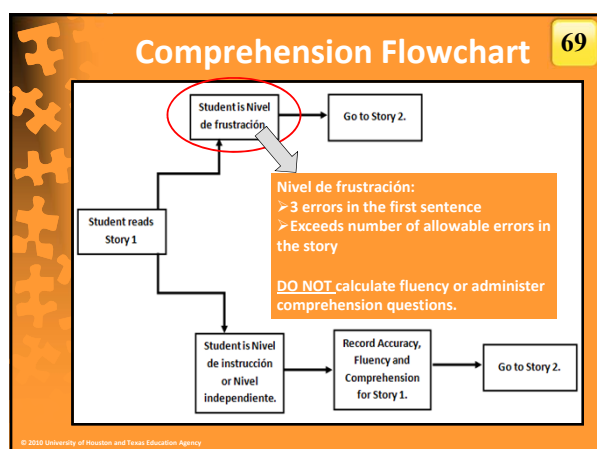 Comprehension Flowchart
69
Student is Nivel
de frustración.
Go to Story 2.
Nivel de frustración:
➢3 errors in the first sentence
➢Exceeds number of allowable errors in
the story
DO NOT calculate fluency or administer
comprehension questions.
Student reads
Story 1
Student is Nivel
de instrucción
or Nivel
independiente.
Record Accuracy,
Fluency and
Comprehension
for Story 1.
Go to Story 2.
© 2010 University of Houston and Texas Education Agency